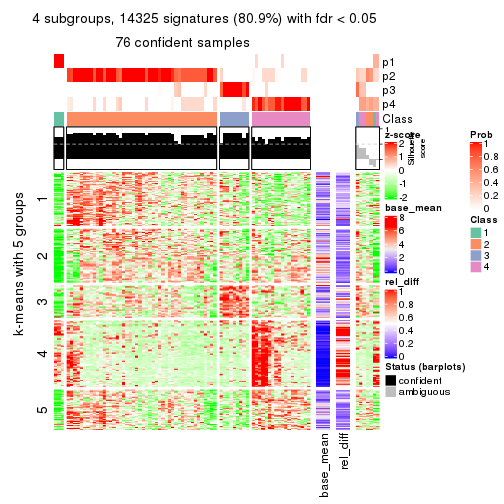 4 subgroups, 14325 signatures (80.9%) with fdr < 0.05
76 confident samples
p1
p2
p3
p4
Class
1
Silhouette
score
k-means with 5 groups
1
2
3
4
5
base_mean
rel_diff
z-score
2
1
0
-1
-2
base_mean
8
6
4
2
0
rel_diff
1
0.8
0.6
0.4
0.2
0
Status (barplots)
confident
ambiguous
Prob
1
0.8
0.6
0.4
0.2
0
Class
1
2
3
4